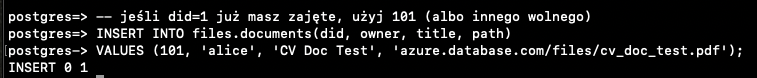 postgres=> -- jeśli did=1 już masz zajęte, użyj 101 (albo innego wolnego)
postgres=> INSERT INTO files.documents(did, owner, title, path)
postgres-> VALUES (101, 'alice', 'CV Doc Test', 'azure.database.com/files/cv_doc_test.pdf');
INSERT 0 1